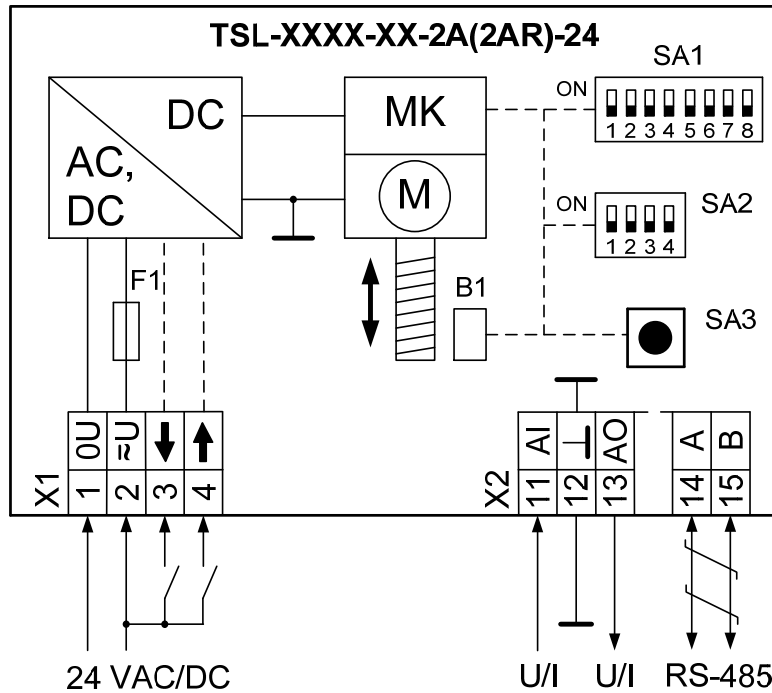 TSL-XXXX-XX-2A(2AR)-24
SA1
ON
1 2 3 4 5 6 7 8
DC
AC,
DC
MK
M
SA2
ON
1 2 3 4
F1
B1
SA3
X1
0U ≈U
1 2 3 4
X2
AI AO A B
11 12 13 14 15
24 VAC/DC
U/I U/I RS-485